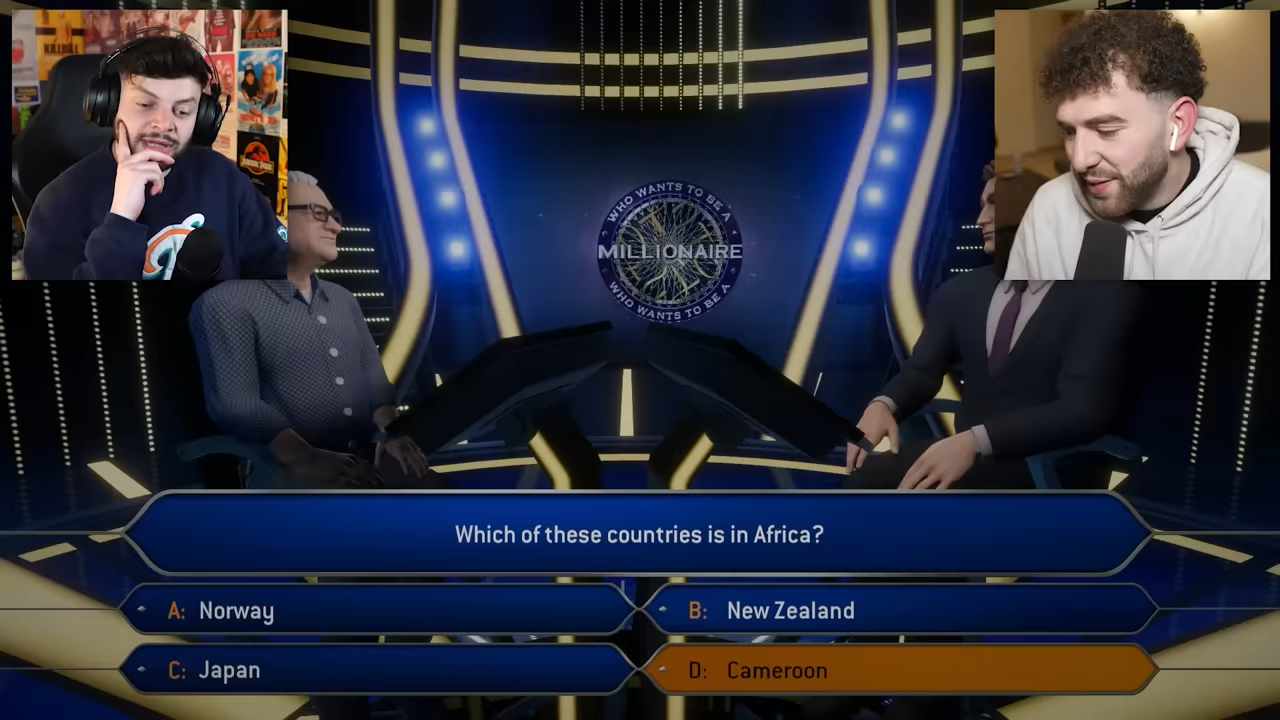 WHO WANTS TO BE A
MILLIONAIRE
WHO WANTS TO BE A
Which of these countries is in Africa?
A: Norway
B: New Zealand
C: Japan
D: Cameroon